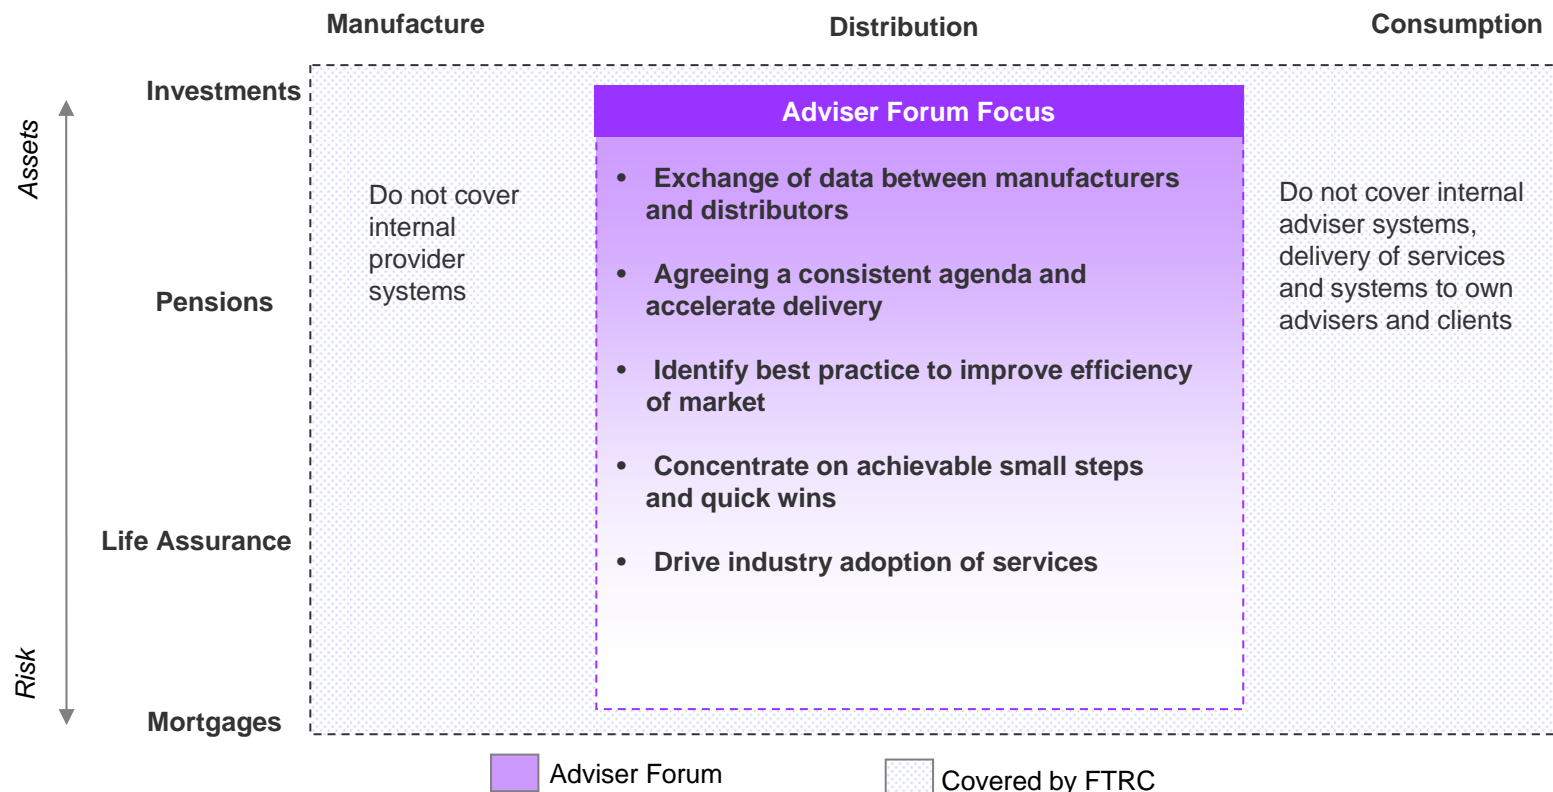 Manufacture
Distribution
Consumption
Investments
Assets
Pensions
Life Assurance
Risk
Mortgages
Do not cover
internal
provider
systems
Adviser Forum Focus
• Exchange of data between manufacturers
and distributors
• Agreeing a consistent agenda and
accelerate delivery
• Identify best practice to improve efficiency
of market
• Concentrate on achievable small steps
and quick wins
• Drive industry adoption of services
Do not cover internal
adviser systems,
delivery of services
and systems to own
advisers and clients
Adviser Forum
Covered by FTRC